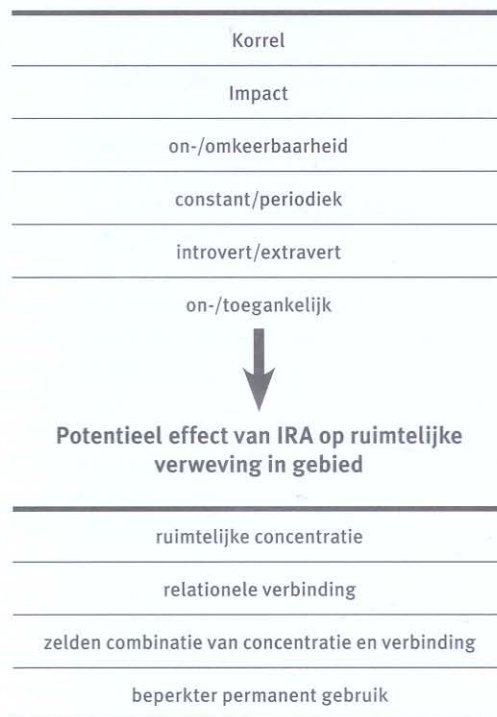 Korrel
Impact
on-/omkeerbaarheid
constant/periodiek
introvert/extravert
on-/toegankelijk
Potentieel effect van IRA op ruimtelijke
verweving in gebied
ruimtelijke concentratie
relationele verbinding
zelden combinatie van concentratie en verbinding
beperkter permanent gebruik